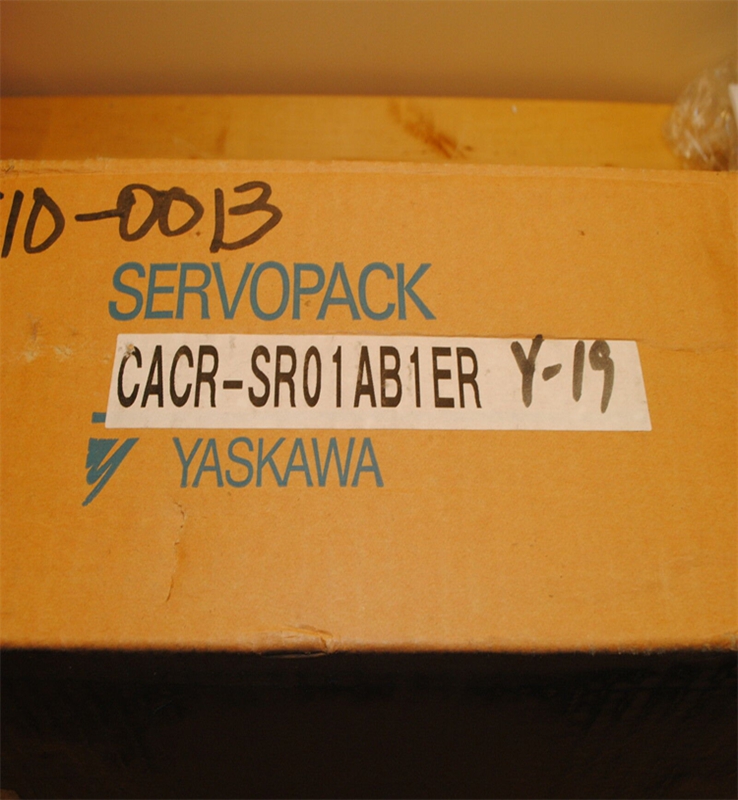 10-0013
SERVOPACK
CACR-SR01AB1ER Y-19
YASKAWA